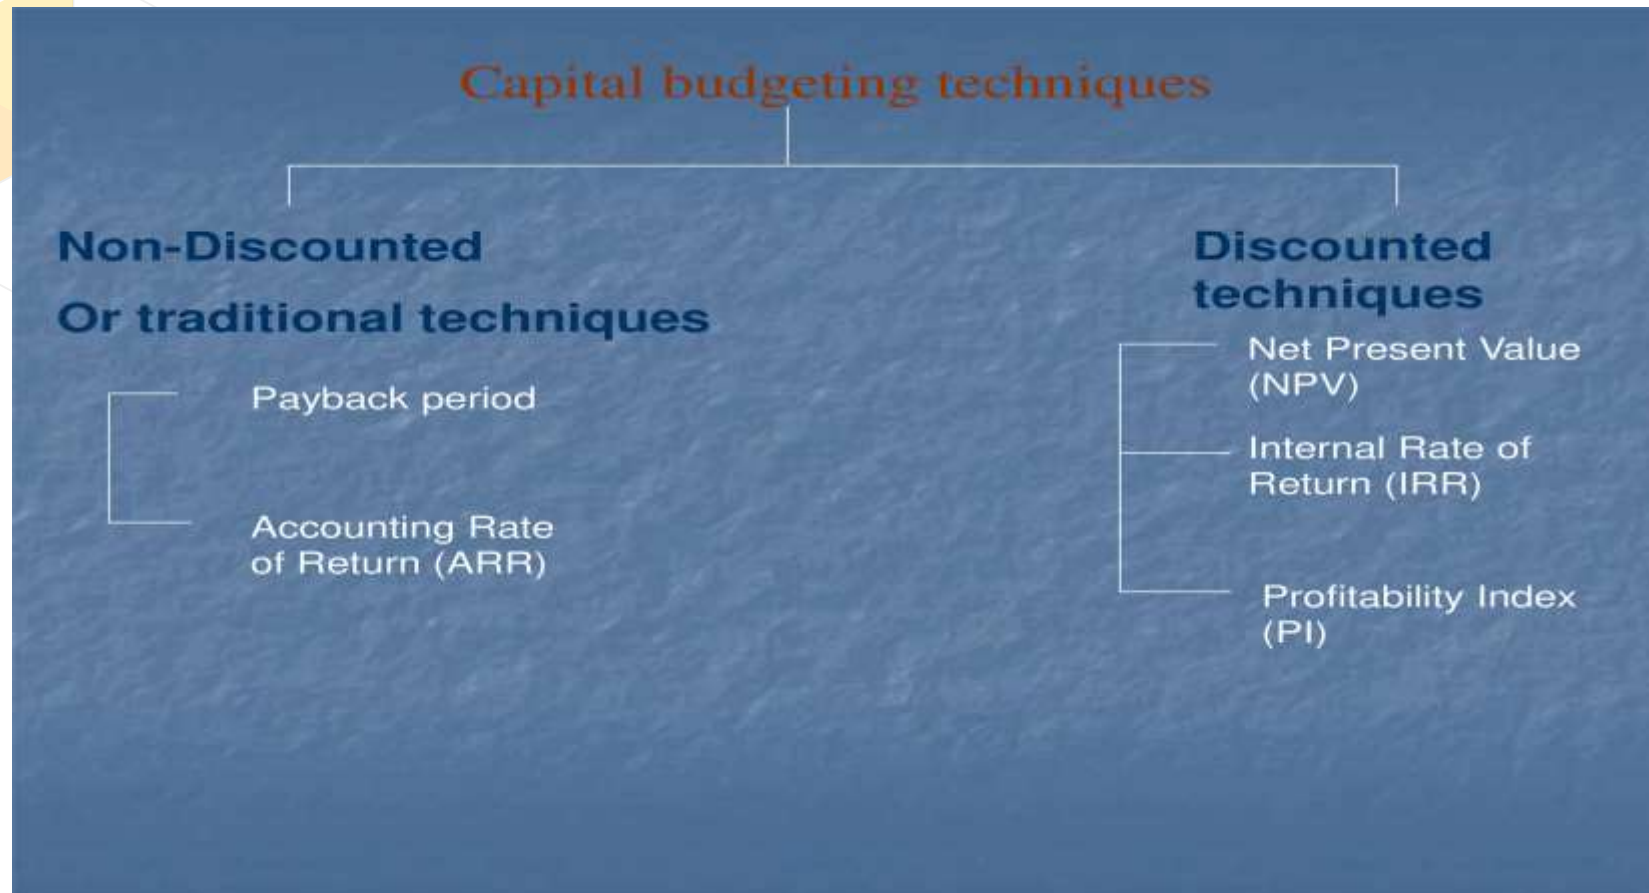 Capital budgeting techniques
Non-Discounted
Or traditional techniques
Payback period
Accounting Rate
of Return (ARR)
Discounted
techniques
Net Present Value
(NPV)
Internal Rate of
Return (IRR)
Profitability Index
(PI)